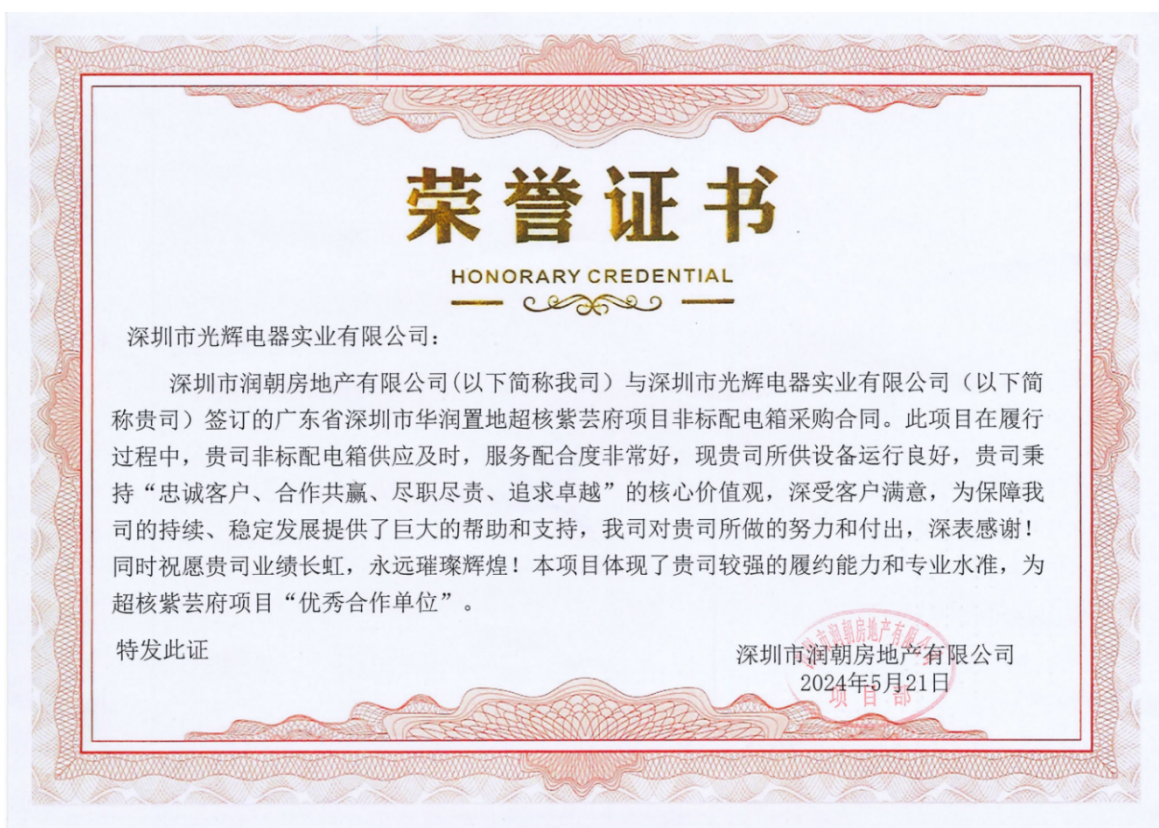 荣誉证书
HONORARY CREDENTIAL
深圳市光辉电器实业有限公司：
深圳市润朝房地产有限公司(以下简称我司）与深圳市光辉电器实业有限公司（以下简
称贵司）签订的广东省深圳市华润置地超核紫芸府项目非标配电箱采购合同。此项目在履行
过程中，贵司非标配电箱供应及时，服务配合度非常好，现贵司所供设备运行良好，贵司秉
持“忠诚客户、合作共赢、尽职尽责、追求卓越”的核心价值观，深受客户满意，为保障我
司的持续、稳定发展提供了巨大的帮助和支持，我司对贵司所做的努力和付出，深表感谢！
同时祝愿贵司业绩长虹，永远璀璨辉煌！本项目体现了贵司较强的履约能力和专业水准，为
超核紫芸府项目“优秀合作单位”。
特发此证
深圳市润朝房地产有限公司
2024年5月21日
深圳市润朝房地产有限公司
项目部